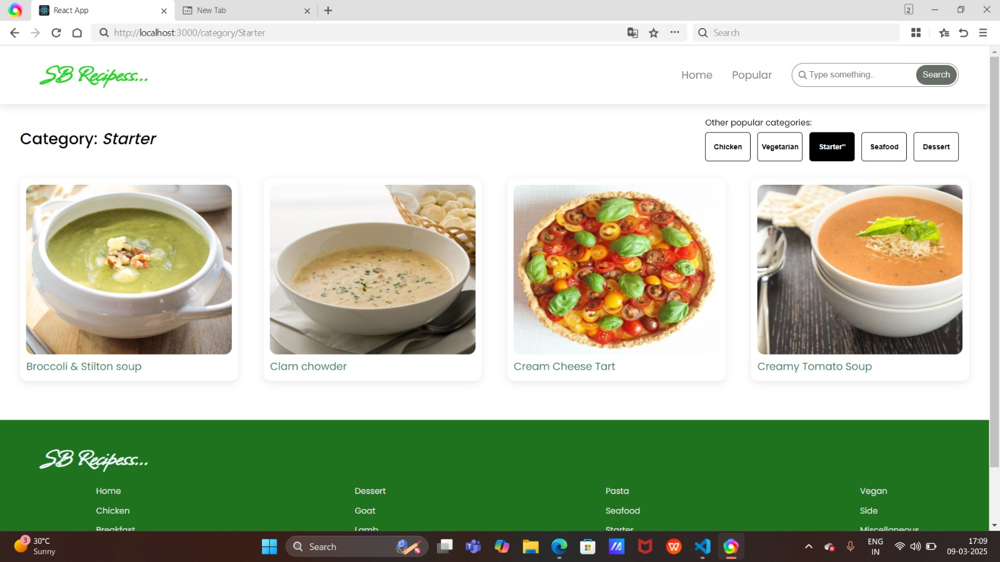 React App
New Tab
2
http://localhost:3000/category/Starter
Search
SB Recipess...
Home
Popular
Type something..
Search
Other popular categories:
Category: Starter
Chicken
Vegetarian
Starter"
Seafood
Dessert
Broccoli & Stilton soup
Clam chowder
Cream Cheese Tart
Creamy Tomato Soup
SB Recipess...
Home
Dessert
Pasta
Vegan
Chicken
Goat
Seafood
Side
Breakfast
Lamb
Starter
Miscellaneous
3
30°C
Sunny
Search
ENG
IN
17:09
09-03-2025